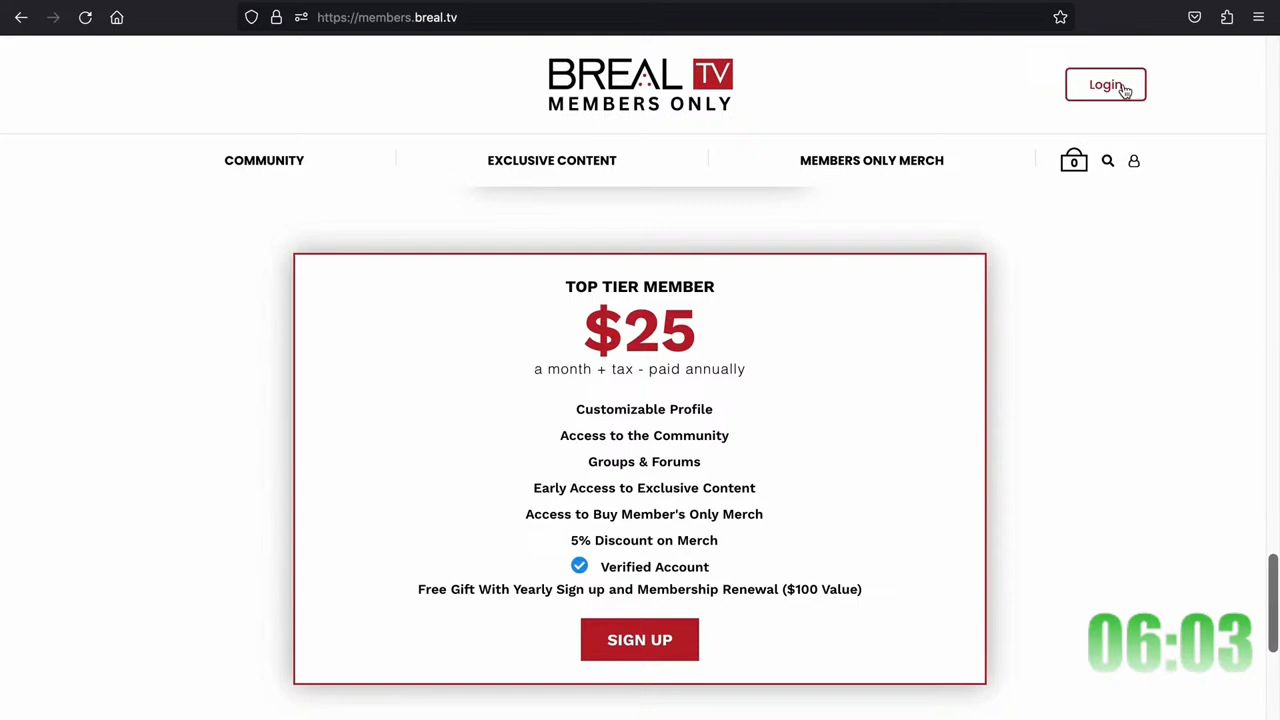 https://members.breal.tv
BREAL TV
MEMBERS ONLY
Login
COMMUNITY
EXCLUSIVE CONTENT
MEMBERS ONLY MERCH
0
TOP TIER MEMBER
$25
a month + tax - paid annually
Customizable Profile
Access to the Community
Groups & Forums
Early Access to Exclusive Content
Access to Buy Member's Only Merch
5% Discount on Merch
Verified Account
Free Gift With Yearly Sign up and Membership Renewal ($100 Value)
SIGN UP
06:03